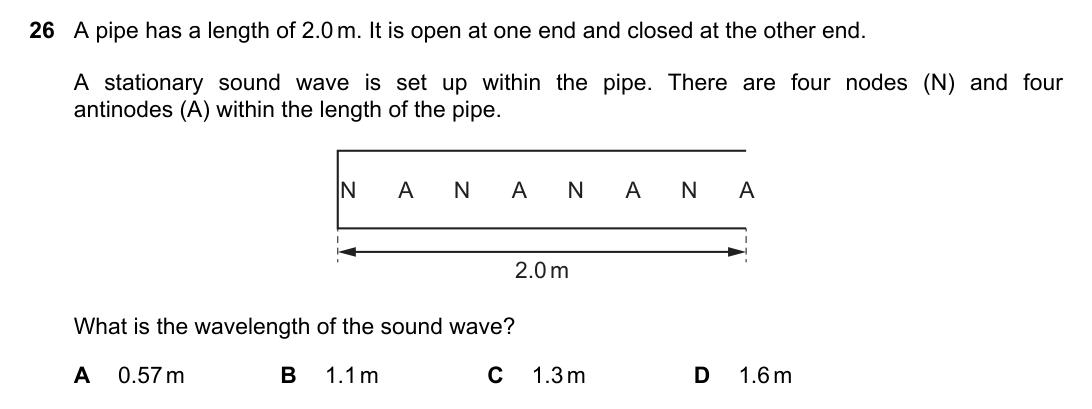 26 A pipe has a length of 2.0 m. It is open at one end and closed at the other end.
A stationary sound wave is set up within the pipe. There are four nodes (N) and four
antinodes (A) within the length of the pipe.
N A N A N A N A
2.0 m
What is the wavelength of the sound wave?
A 0.57 m B 1.1 m C 1.3 m D 1.6 m